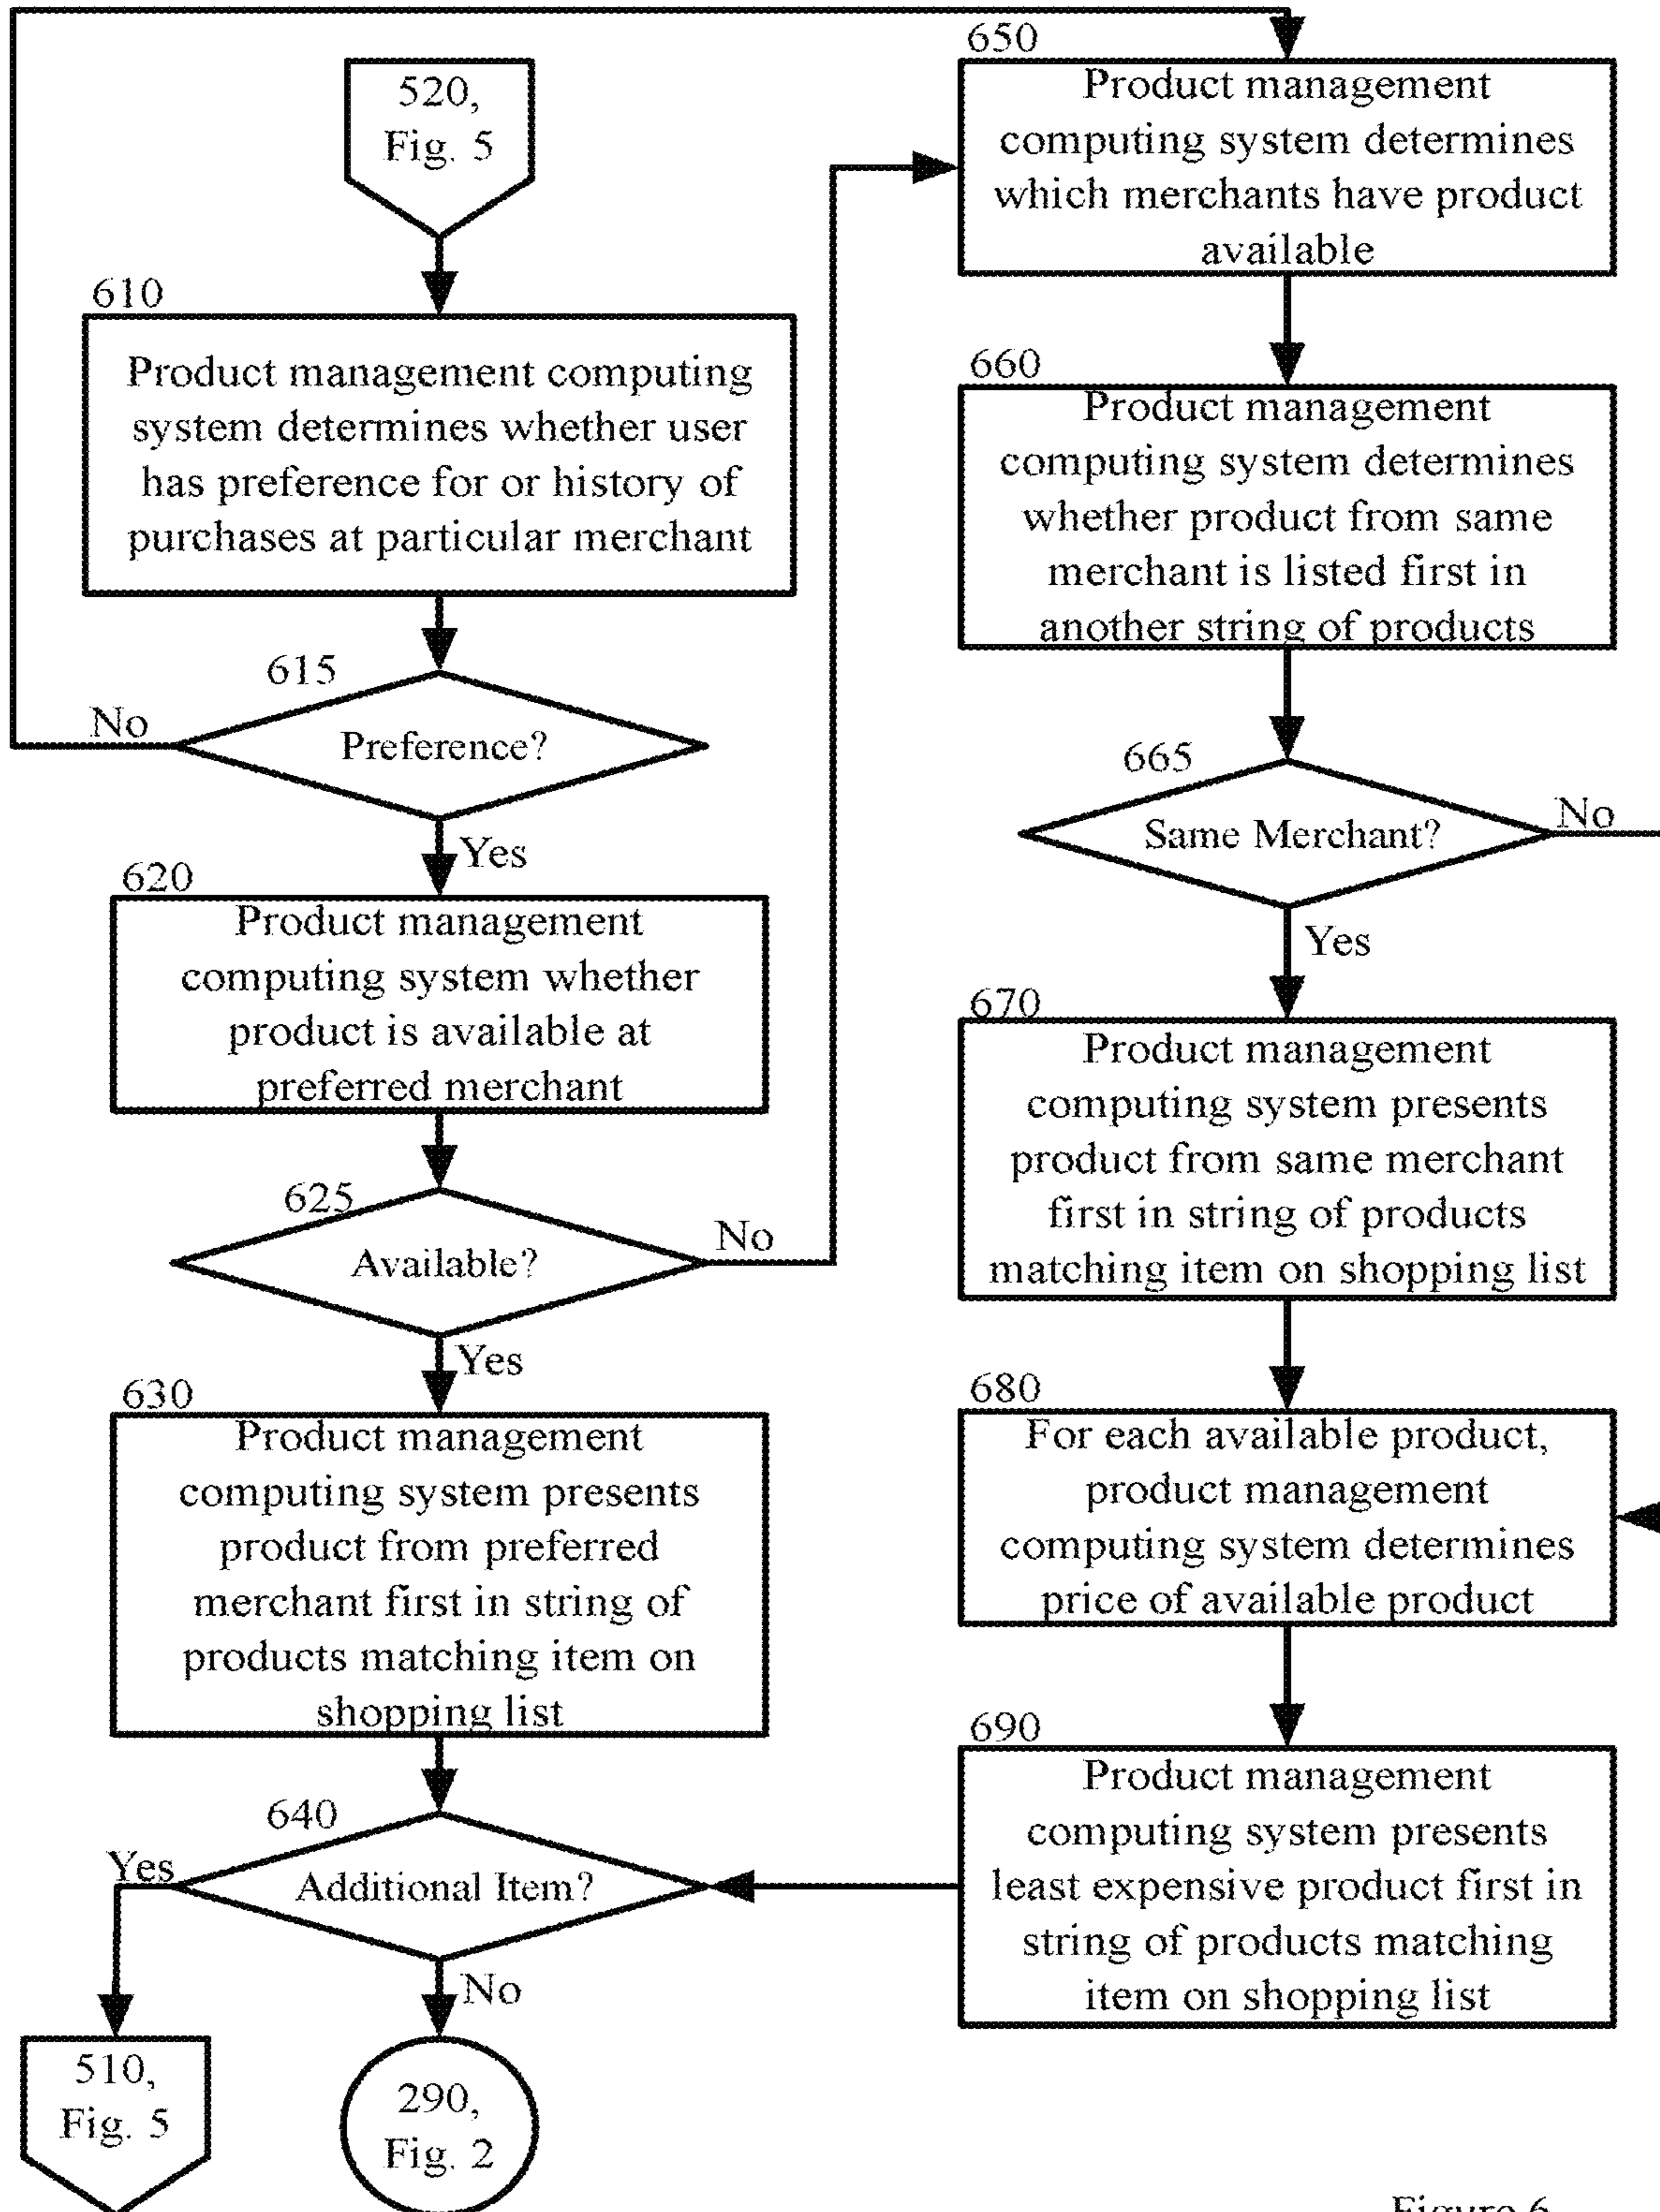 520,
Fig. 5
610
Product management computing
system determines whether user
has preference for or history of
purchases at particular merchant
615
No
Preference?
Yes
620
Product management
computing system whether
product is available at
preferred merchant
625
Available?
No
Yes
630
Product management
computing system presents
product from preferred
merchant first in string of
products matching item on
shopping list
640
Yes
Additional Item?
No
510,
Fig. 5
290,
Fig. 2
650
Product management
computing system determines
which merchants have product
available
660
Product management
computing system determines
whether product from same
merchant is listed first in
another string of products
665
Same Merchant?
No
Yes
670
Product management
computing system presents
product from same merchant
first in string of products
matching item on shopping list
680
For each available product,
product management
computing system determines
price of available product
690
Product management
computing system presents
least expensive product first in
string of products matching
item on shopping list
Figure 6